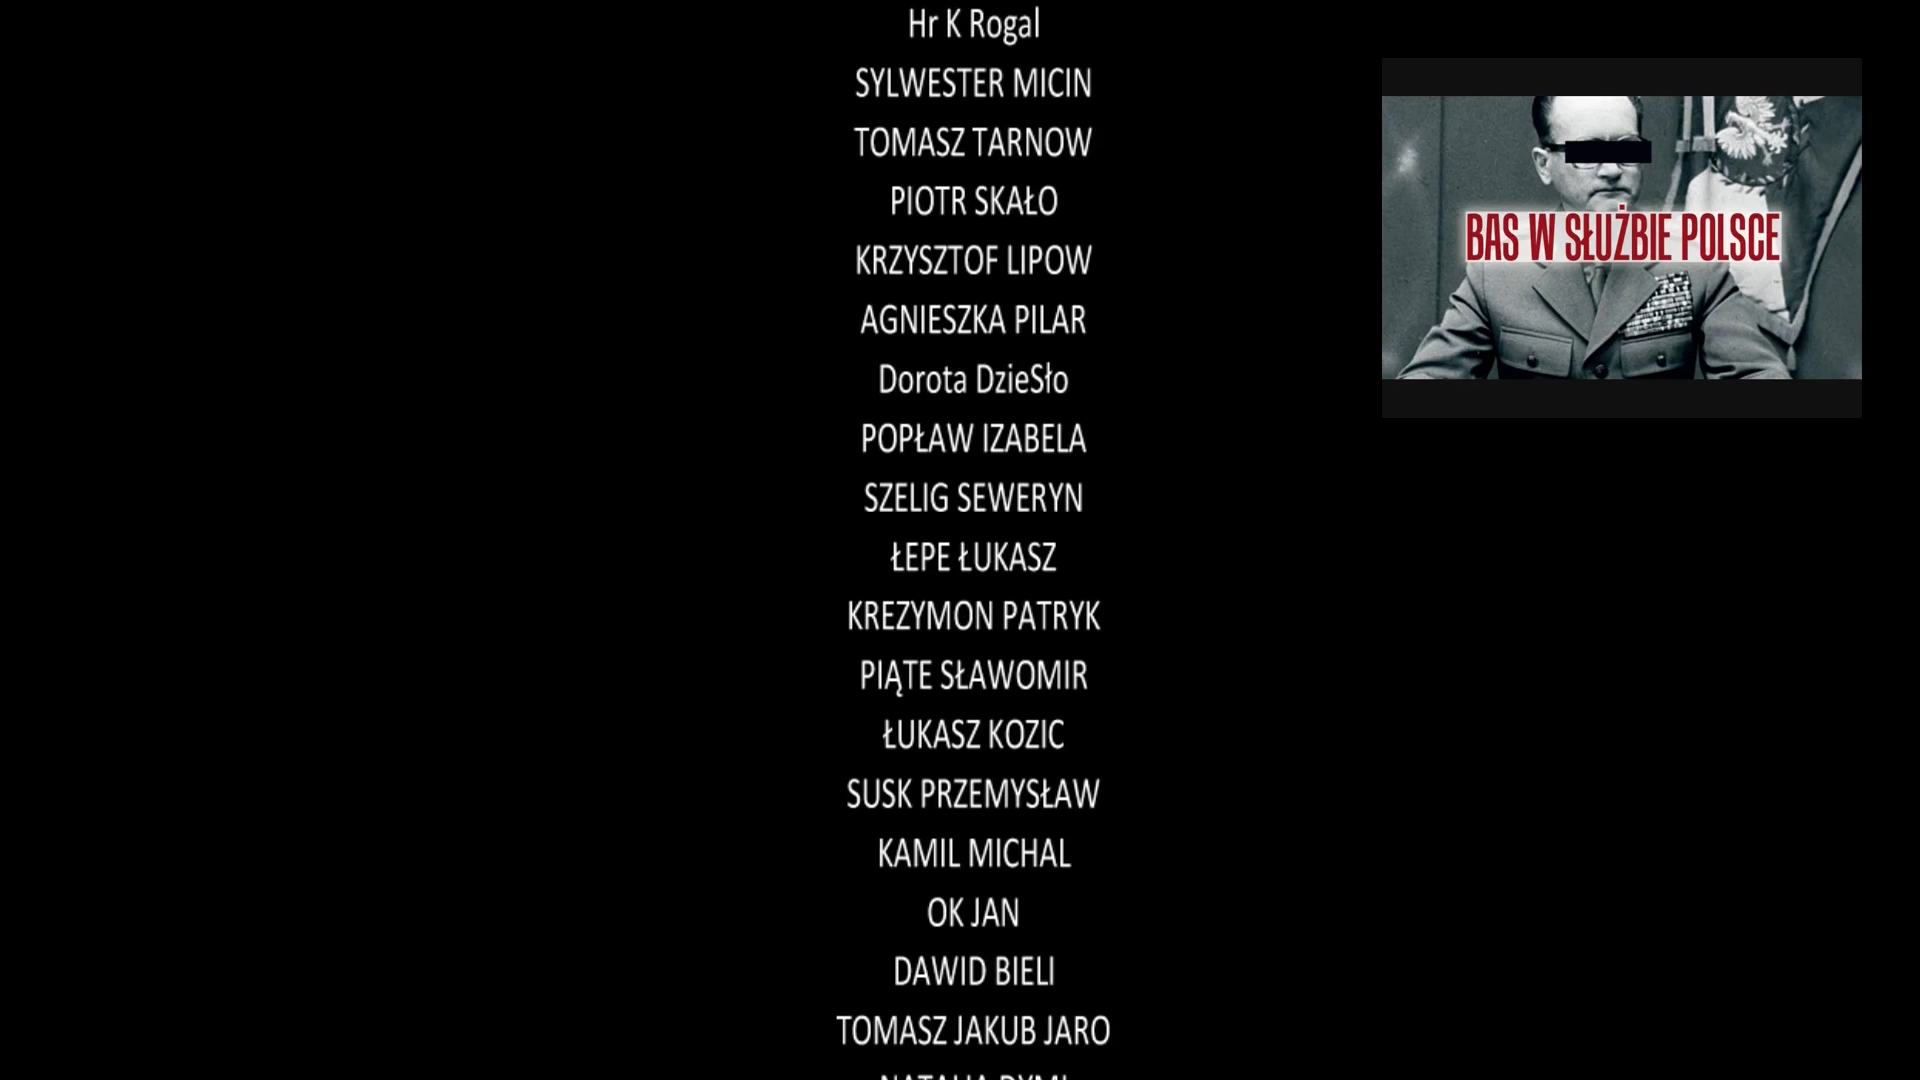 Hr K Rogal
SYLWESTER MICIN
TOMASZ TARNOW
PIOTR SKAŁO
KRZYSZTOF LIPOW
AGNIESZKA PILAR
Dorota DzieSło
POPŁAW IZABELA
SZELIG SEWERYN
ŁEPE ŁUKASZ
KREZYMON PATRYK
PIĄTE SŁAWOMIR
ŁUKASZ KOZIC
SUSK PRZEMYSŁAW
KAMIL MICHAL
OK JAN
DAWID BIELI
TOMASZ JAKUB JARO
BAS W SŁUŻBIE POLSCE